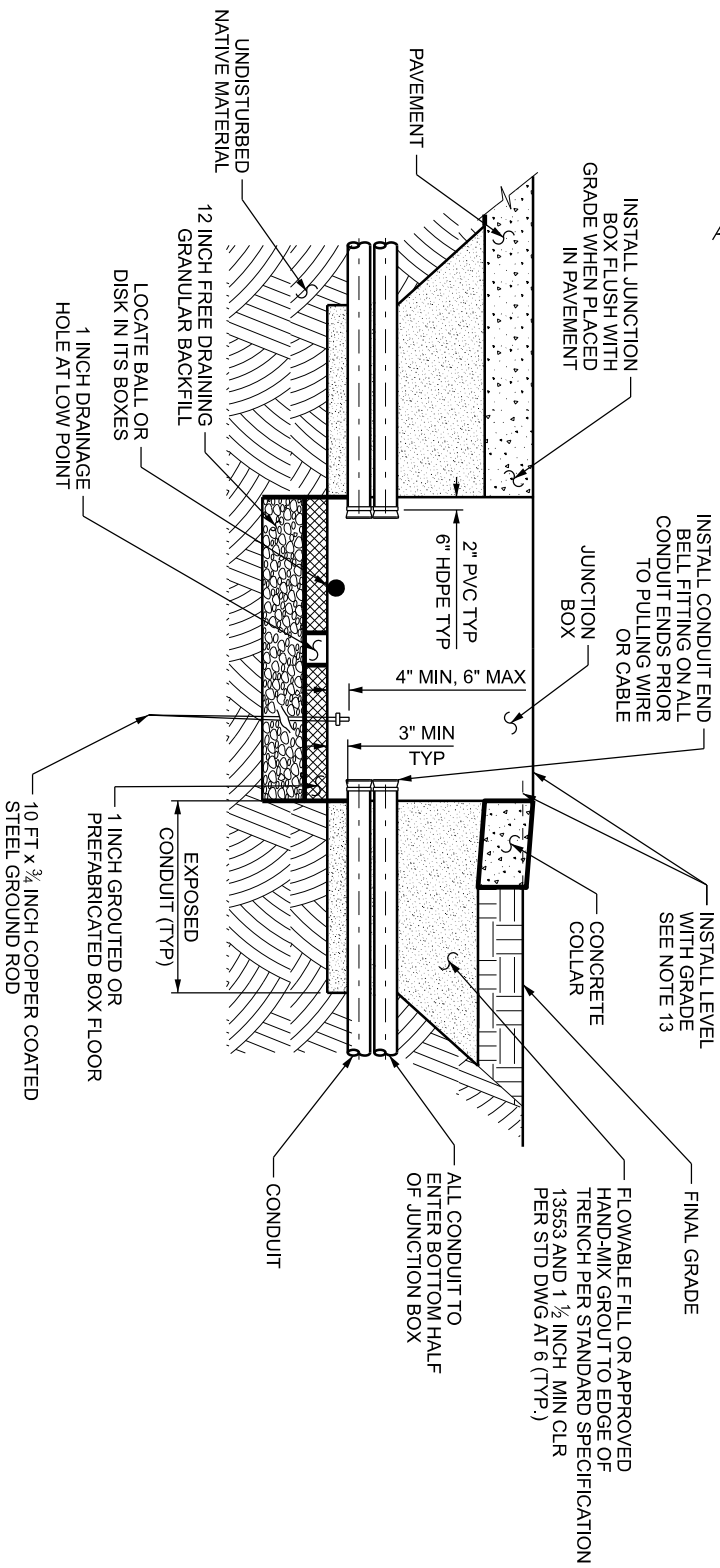 PAVEMENT
INSTALL JUNCTION
BOX FLUSH WITH
GRADE WHEN PLACED
IN PAVEMENT
INSTALL CONDUIT END
BELL FITTING ON ALL
CONDUIT ENDS PRIOR
TO PULLING WIRE
OR CABLE
JUNCTION
BOX
INSTALL LEVEL
WITH GRADE
SEE NOTE 13
CONCRETE
COLLAR
FINAL GRADE
FLOWABLE FILL OR APPROVED
HAND-MIX GROUT TO EDGE OF
TRENCH PER STANDARD SPECIFICATION
13553 AND 1 ½ INCH MIN CLR
PER STD DWG AT 6 (TYP.)
2" PVC TYP
6" HDPE TYP
4" MIN, 6" MAX
3" MIN
TYP
ALL CONDUIT TO
ENTER BOTTOM HALF
OF JUNCTION BOX
CONDUIT
EXPOSED
CONDUIT (TYP)
UNDISTURBED
NATIVE MATERIAL
12 INCH FREE DRAINING
GRANULAR BACKFILL
LOCATE BALL OR
DISK IN ITS BOXES
1 INCH DRAINAGE
HOLE AT LOW POINT
1 INCH GROUTED OR
PREFABRICATED BOX FLOOR
10 FT x ¾ INCH COPPER COATED
STEEL GROUND ROD